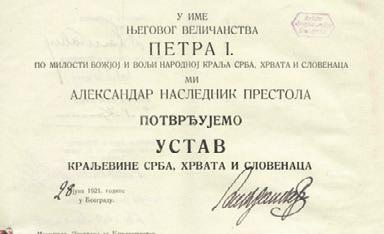 У ИМЕ
ЊЕГОВОГ ВЕЛИЧАНСТВА
ПЕТРА I.
ПО МИЛОСТИ БОЖЈОЈ И ВОЉИ НАРОДНОЈ КРАЉА СРБА, ХРВАТА И СЛОВЕНАЦА
МИ
АЛЕКСАНДАР НАСЛЕДНИК ПРЕСТОЛА
ПОТВРЂУЈЕМО
УСТАВ
КРАЉЕВИНЕ СРБА, ХРВАТА И СЛОВЕНАЦА
28 јуна 1921. године
у Београду.
Александар